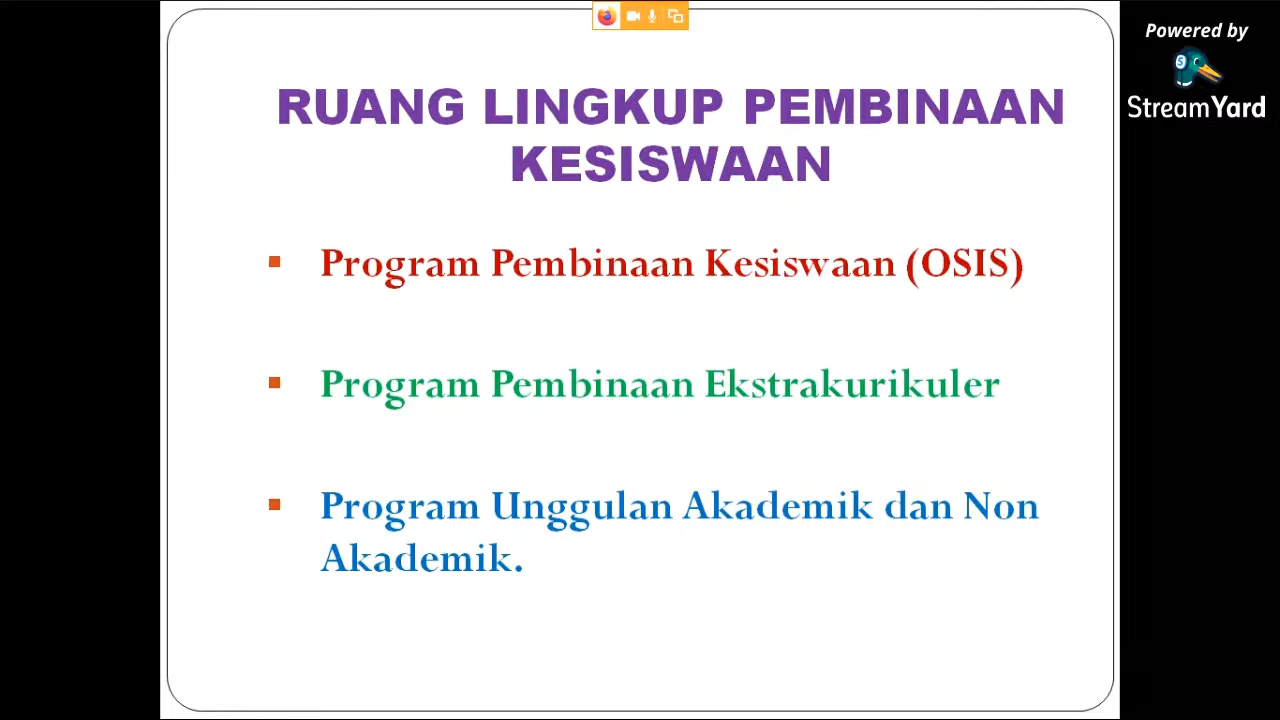 RUANG LINGKUP PEMBINAAN
KESISWAAN
Program Pembinaan Kesiswaan (OSIS)
Program Pembinaan Ekstrakurikuler
Program Unggulan Akademik dan Non
Akademik.
Powered by
S
StreamYard